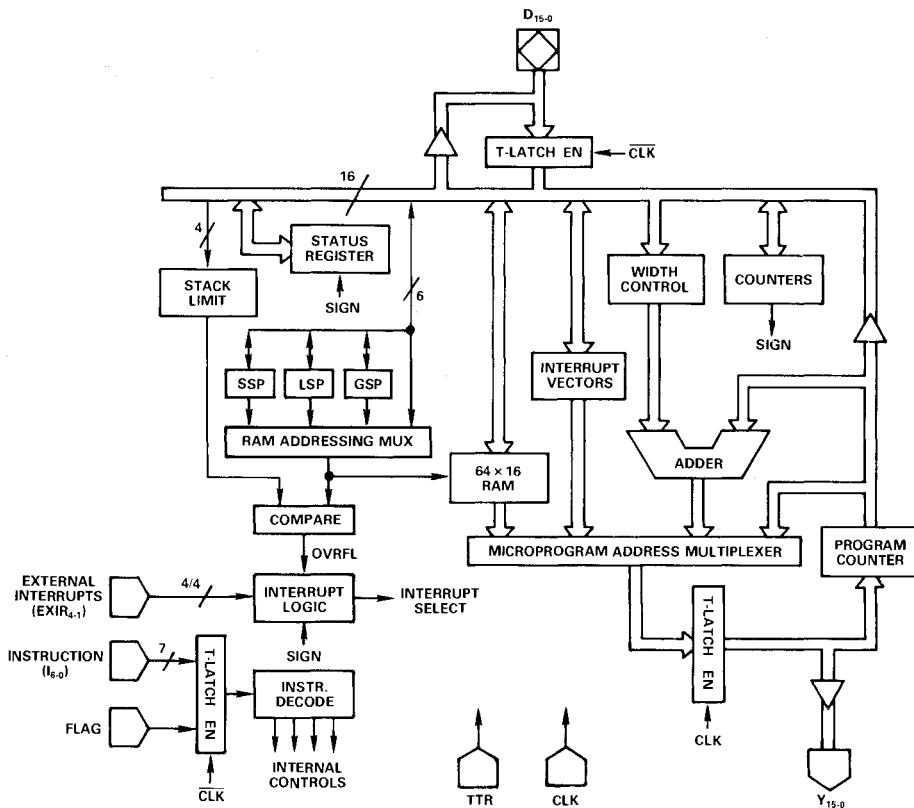 D15-0
T-LATCH EN
CLK
16
4
STATUS
REGISTER
SIGN
STACK
LIMIT
6
WIDTH
CONTROL
COUNTERS
SIGN
SSP
LSP
GSP
INTERRUPT
VECTORS
RAM ADDRESSING MUX
ADDER
64 × 16
RAM
COMPARE
OVRFL
MICROPROGRAM ADDRESS MULTIPLEXER
PROGRAM
COUNTER
EXTERNAL
INTERRUPTS
(EXIR4-1)
4/4
INTERRUPT
LOGIC
INTERRUPT
SELECT
SIGN
INSTRUCTION
(I6-0)
7
T-LATCH EN
INSTR.
DECODE
FLAG
INTERNAL
CONTROLS
CLK
T-LATCH EN
CLK
TTR
CLK
Y15-0